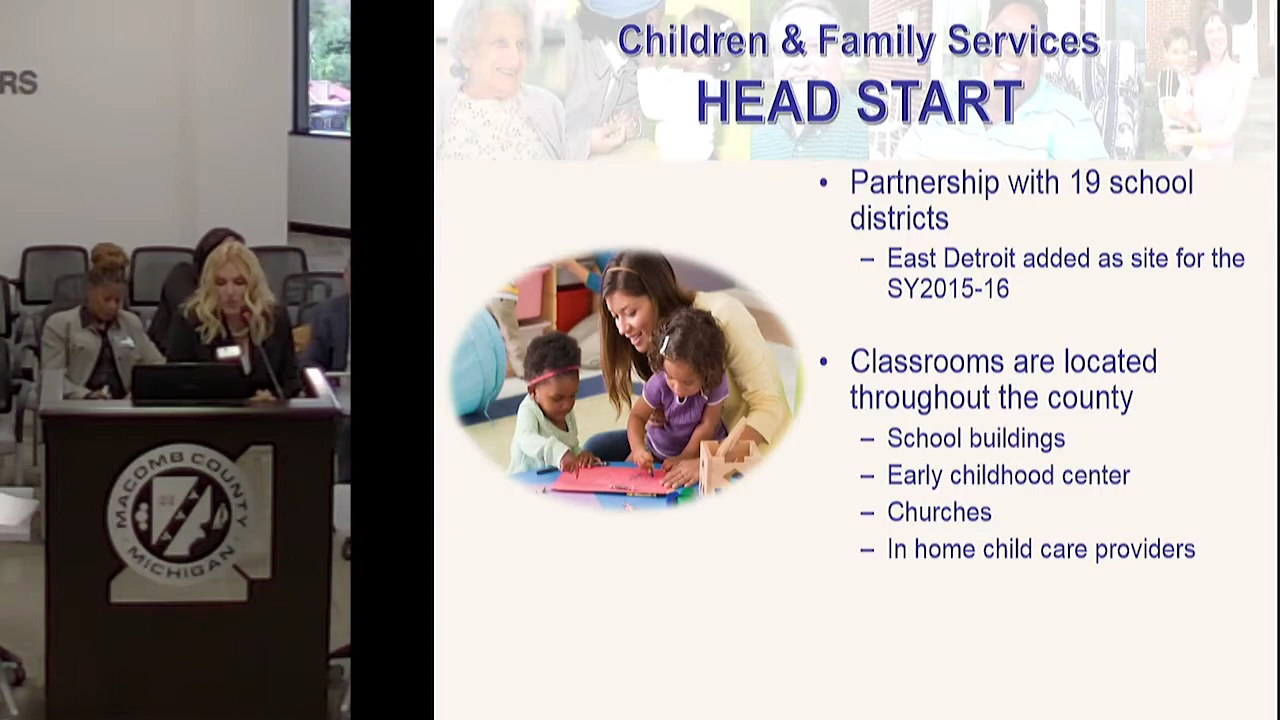 RS
MACOMB COUNTY
MICHIGAN
Children & Family Services
HEAD START
• Partnership with 19 school
districts
– East Detroit added as site for the
SY2015-16
• Classrooms are located
throughout the county
– School buildings
– Early childhood center
– Churches
– In home child care providers